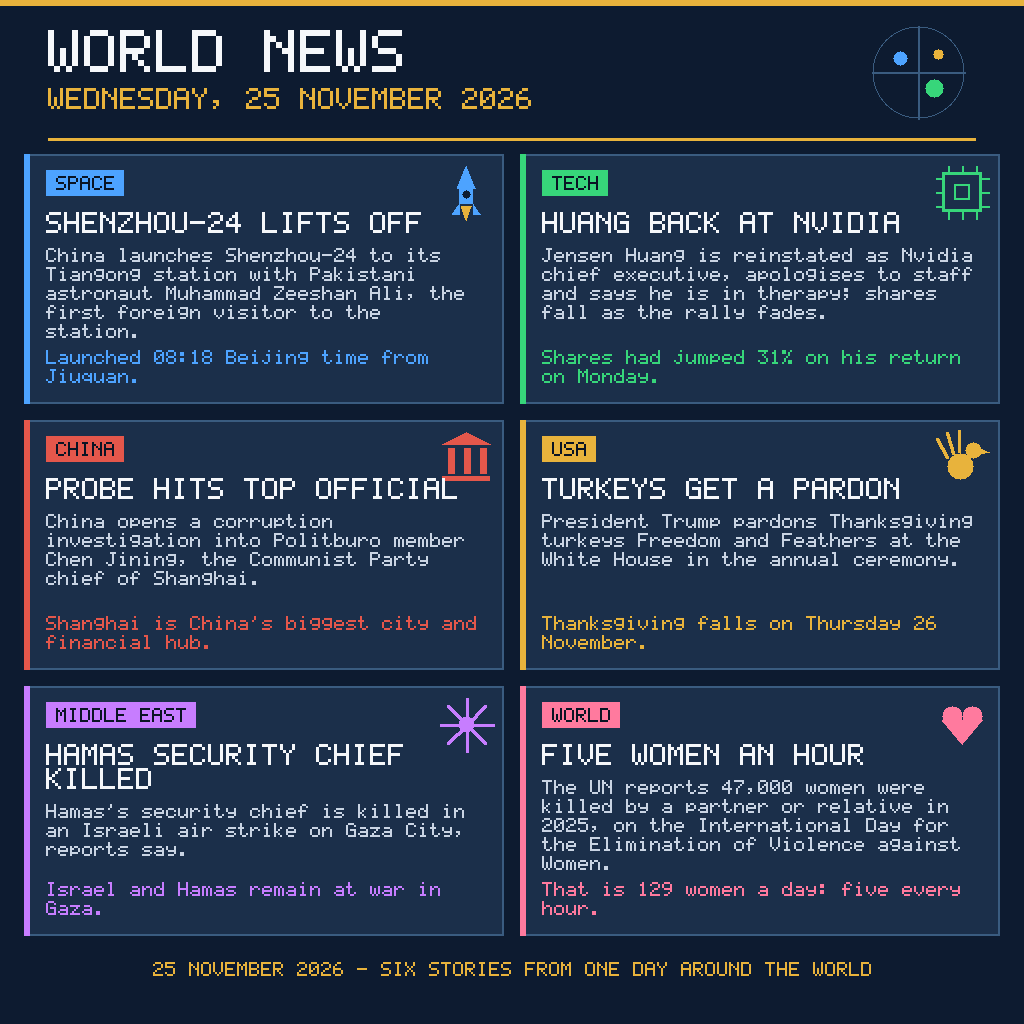 WORLD NEWS
WEDNESDAY, 25 NOVEMBER 2026
SPACE
SHENZHOU-24 LIFTS OFF
China launches Shenzhou-24 to its
Tiangong station with Pakistani
astronaut Muhammad Zeeshan Ali, the
first foreign visitor to the
station.
Launched 08:18 Beijing time from
Jiuquan.
TECH
HUANG BACK AT NVIDIA
Jensen Huang is reinstated as Nvidia
chief executive, apologises to staff
and says he is in therapy; shares
fall as the rally fades.
Shares had jumped 31% on his return
on Monday.
CHINA
PROBE HITS TOP OFFICIAL
China opens a corruption
investigation into Politburo member
Chen Jining, the Communist Party
chief of Shanghai.
Shanghai is China's biggest city and
financial hub.
USA
TURKEYS GET A PARDON
President Trump pardons Thanksgiving
turkeys Freedom and Feathers at the
White House in the annual ceremony.
Thanksgiving falls on Thursday 26
November.
MIDDLE EAST
HAMAS SECURITY CHIEF
KILLED
Hamas's security chief is killed in
an Israeli air strike on Gaza City,
reports say.
Israel and Hamas remain at war in
Gaza.
WORLD
FIVE WOMEN AN HOUR
The UN reports 47,000 women were
killed by a partner or relative in
2025, on the International Day for
the Elimination of Violence against
Women.
That is 129 women a day: five every
hour.
25 NOVEMBER 2026 - SIX STORIES FROM ONE DAY AROUND THE WORLD